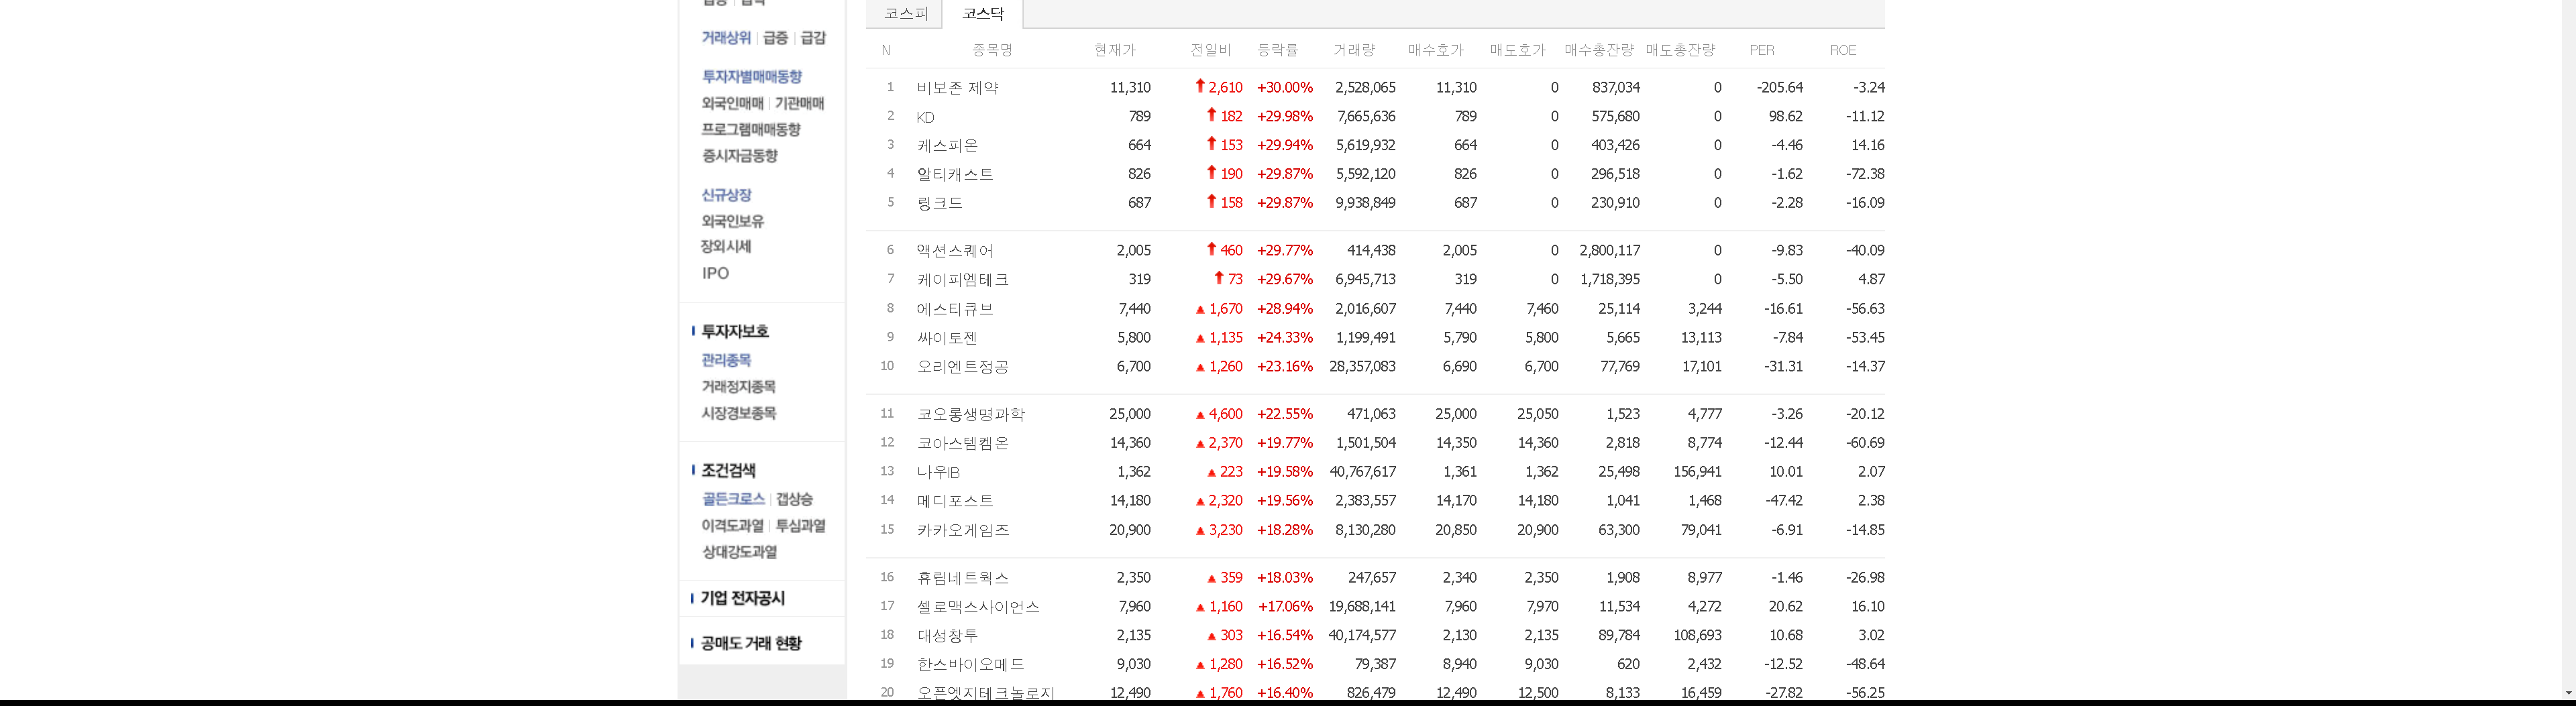 코스피 코스닥
거래상위 | 급증 | 급감
투자자별매매동향
외국인매매 | 기관매매
프로그램매매동향
증시자금동향
신규상장
외국인보유
장외시세
IPO
투자자보호
관리종목
거래정지종목
시장경보종목
조건검색
골든크로스 | 갭상승
이격도과열 | 투심과열
상대강도과열
기업 전자공시
공매도 거래 현황
N 종목명 현재가 전일비 등락률 거래량 매수호가 매도호가 매수총잔량 매도총잔량 PER ROE
1 비보존 제약 11,310 2,610 +30.00% 2,528,065 11,310 0 837,034 0 -205.64 -3.24
2 KD 789 182 +29.98% 7,665,636 789 0 575,680 0 98.62 -11.12
3 케스피온 664 153 +29.94% 5,619,932 664 0 403,426 0 -4.46 14.16
4 알티캐스트 826 190 +29.87% 5,592,120 826 0 296,518 0 -1.62 -72.38
5 링크드 687 158 +29.87% 9,938,849 687 0 230,910 0 -2.28 -16.09
6 액션스퀘어 2,005 460 +29.77% 414,438 2,005 0 2,800,117 0 -9.83 -40.09
7 케이피엠테크 319 73 +29.67% 6,945,713 319 0 1,718,395 0 -5.50 4.87
8 에스티큐브 7,440 1,670 +28.94% 2,016,607 7,440 7,460 25,114 3,244 -16.61 -56.63
9 싸이토젠 5,800 1,135 +24.33% 1,199,491 5,790 5,800 5,665 13,113 -7.84 -53.45
10 오리엔트정공 6,700 1,260 +23.16% 28,357,083 6,690 6,700 77,769 17,101 -31.31 -14.37
11 코오롱생명과학 25,000 4,600 +22.55% 471,063 25,000 25,050 1,523 4,777 -3.26 -20.12
12 코아스템켐온 14,360 2,370 +19.77% 1,501,504 14,350 14,360 2,818 8,774 -12.44 -60.69
13 나우IB 1,362 223 +19.58% 40,767,617 1,361 1,362 25,498 156,941 10.01 2.07
14 메디포스트 14,180 2,320 +19.56% 2,383,557 14,170 14,180 1,041 1,468 -47.42 2.38
15 카카오게임즈 20,900 3,230 +18.28% 8,130,280 20,850 20,900 63,300 79,041 -6.91 -14.85
16 휴림네트웍스 2,350 359 +18.03% 247,657 2,340 2,350 1,908 8,977 -1.46 -26.98
17 셀로맥스사이언스 7,960 1,160 +17.06% 19,688,141 7,960 7,970 11,534 4,272 20.62 16.10
18 대성창투 2,135 303 +16.54% 40,174,577 2,130 2,135 89,784 108,693 10.68 3.02
19 한스바이오메드 9,030 1,280 +16.52% 79,387 8,940 9,030 620 2,432 -12.52 -48.64
20 오픈엣지테크놀로지 12,490 1,760 +16.40% 826,479 12,490 12,500 8,133 16,459 -27.82 -56.25